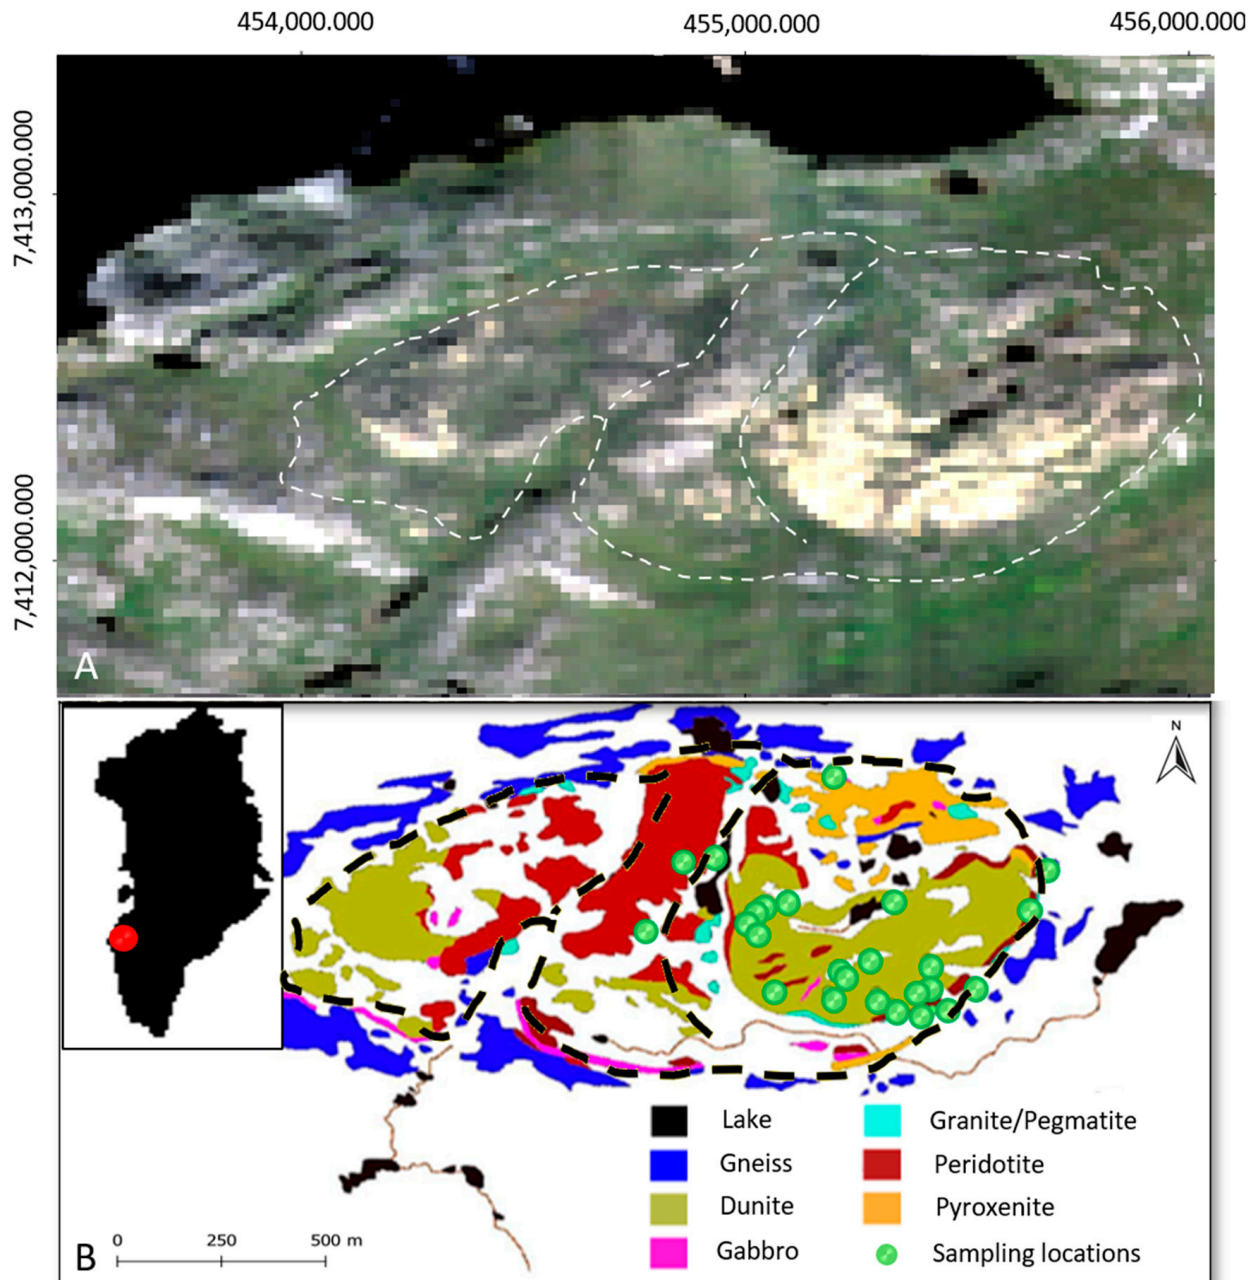 454,000.000 455,000.000 456,000.000
7,413,000.000
7,412,000.000
A
N
Lake Granite/Pegmatite
Gneiss Peridotite
Dunite Pyroxenite
Gabbro Sampling locations
0 250 500 m
B